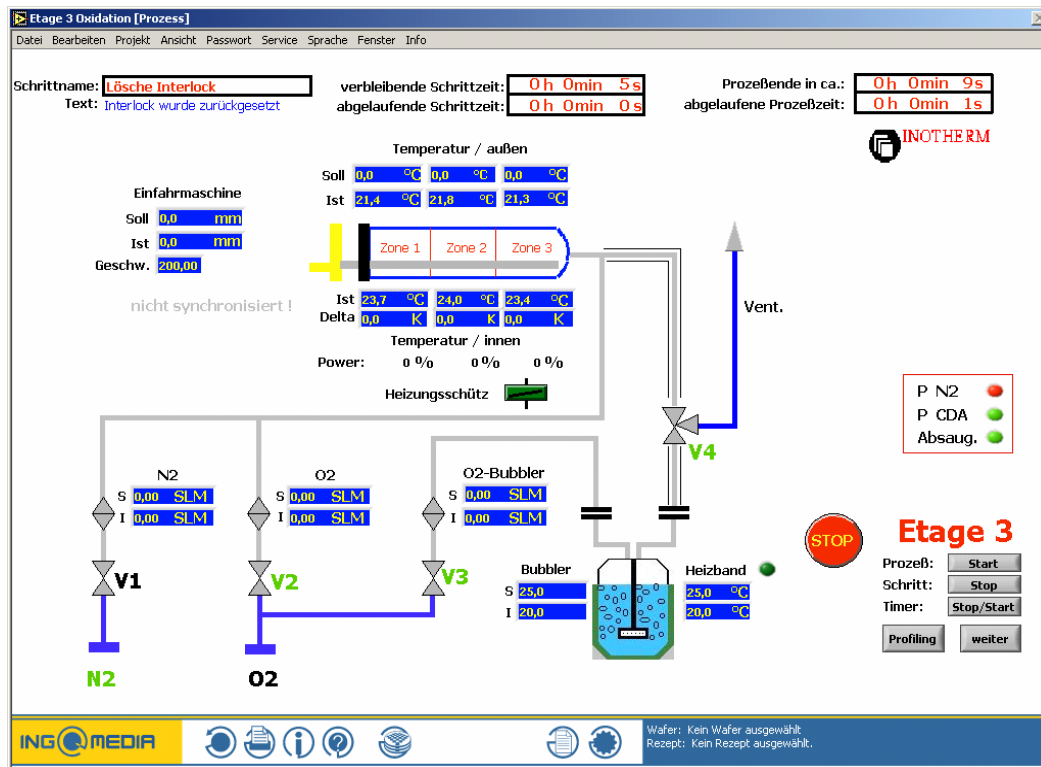 Etage 3 Oxidation [Prozess]
Datei Bearbeiten Projekt Ansicht Passwort Service Sprache Fenster Info
Schrittname: Lösche Interlock
Text: Interlock wurde zurückgesetzt
verbleibende Schrittzeit: 0 h 0min 5s
abgelaufende Schrittzeit: 0 h 0min 0s
Prozeßende in ca.: 0 h 0min 9s
abgelaufene Prozeßzeit: 0 h 0min 1s
INOTHERM
Temperatur / außen
Soll 0,0 °C 0,0 °C 0,0 °C
Ist 21,4 °C 21,8 °C 21,3 °C
Einfahrmaschine
Soll 0,0 mm
Ist 0,0 mm
Geschw. 200,00
nicht synchronisiert !
Zone 1 Zone 2 Zone 3
Ist 23,7 °C 24,0 °C 23,4 °C
Delta 0,0 K 0,0 K 0,0 K
Temperatur / innen
Power: 0 % 0 % 0 %
Heizungsschütz
Vent.
P N2
P CDA
Absaug.
V4
N2
S 0,00 SLM
I 0,00 SLM
O2
S 0,00 SLM
I 0,00 SLM
O2-Bubbler
S 0,00 SLM
I 0,00 SLM
V1
V2
V3
N2
O2
Bubbler
S 25,0
I 20,0
Heizband
25,0 °C
20,0 °C
STOP
Etage 3
Prozeß: Start
Schritt: Stop
Timer: Stop/Start
Profiling weiter
INGMEDIA
Wafer: Kein Wafer ausgewählt
Rezept: Kein Rezept ausgewählt.